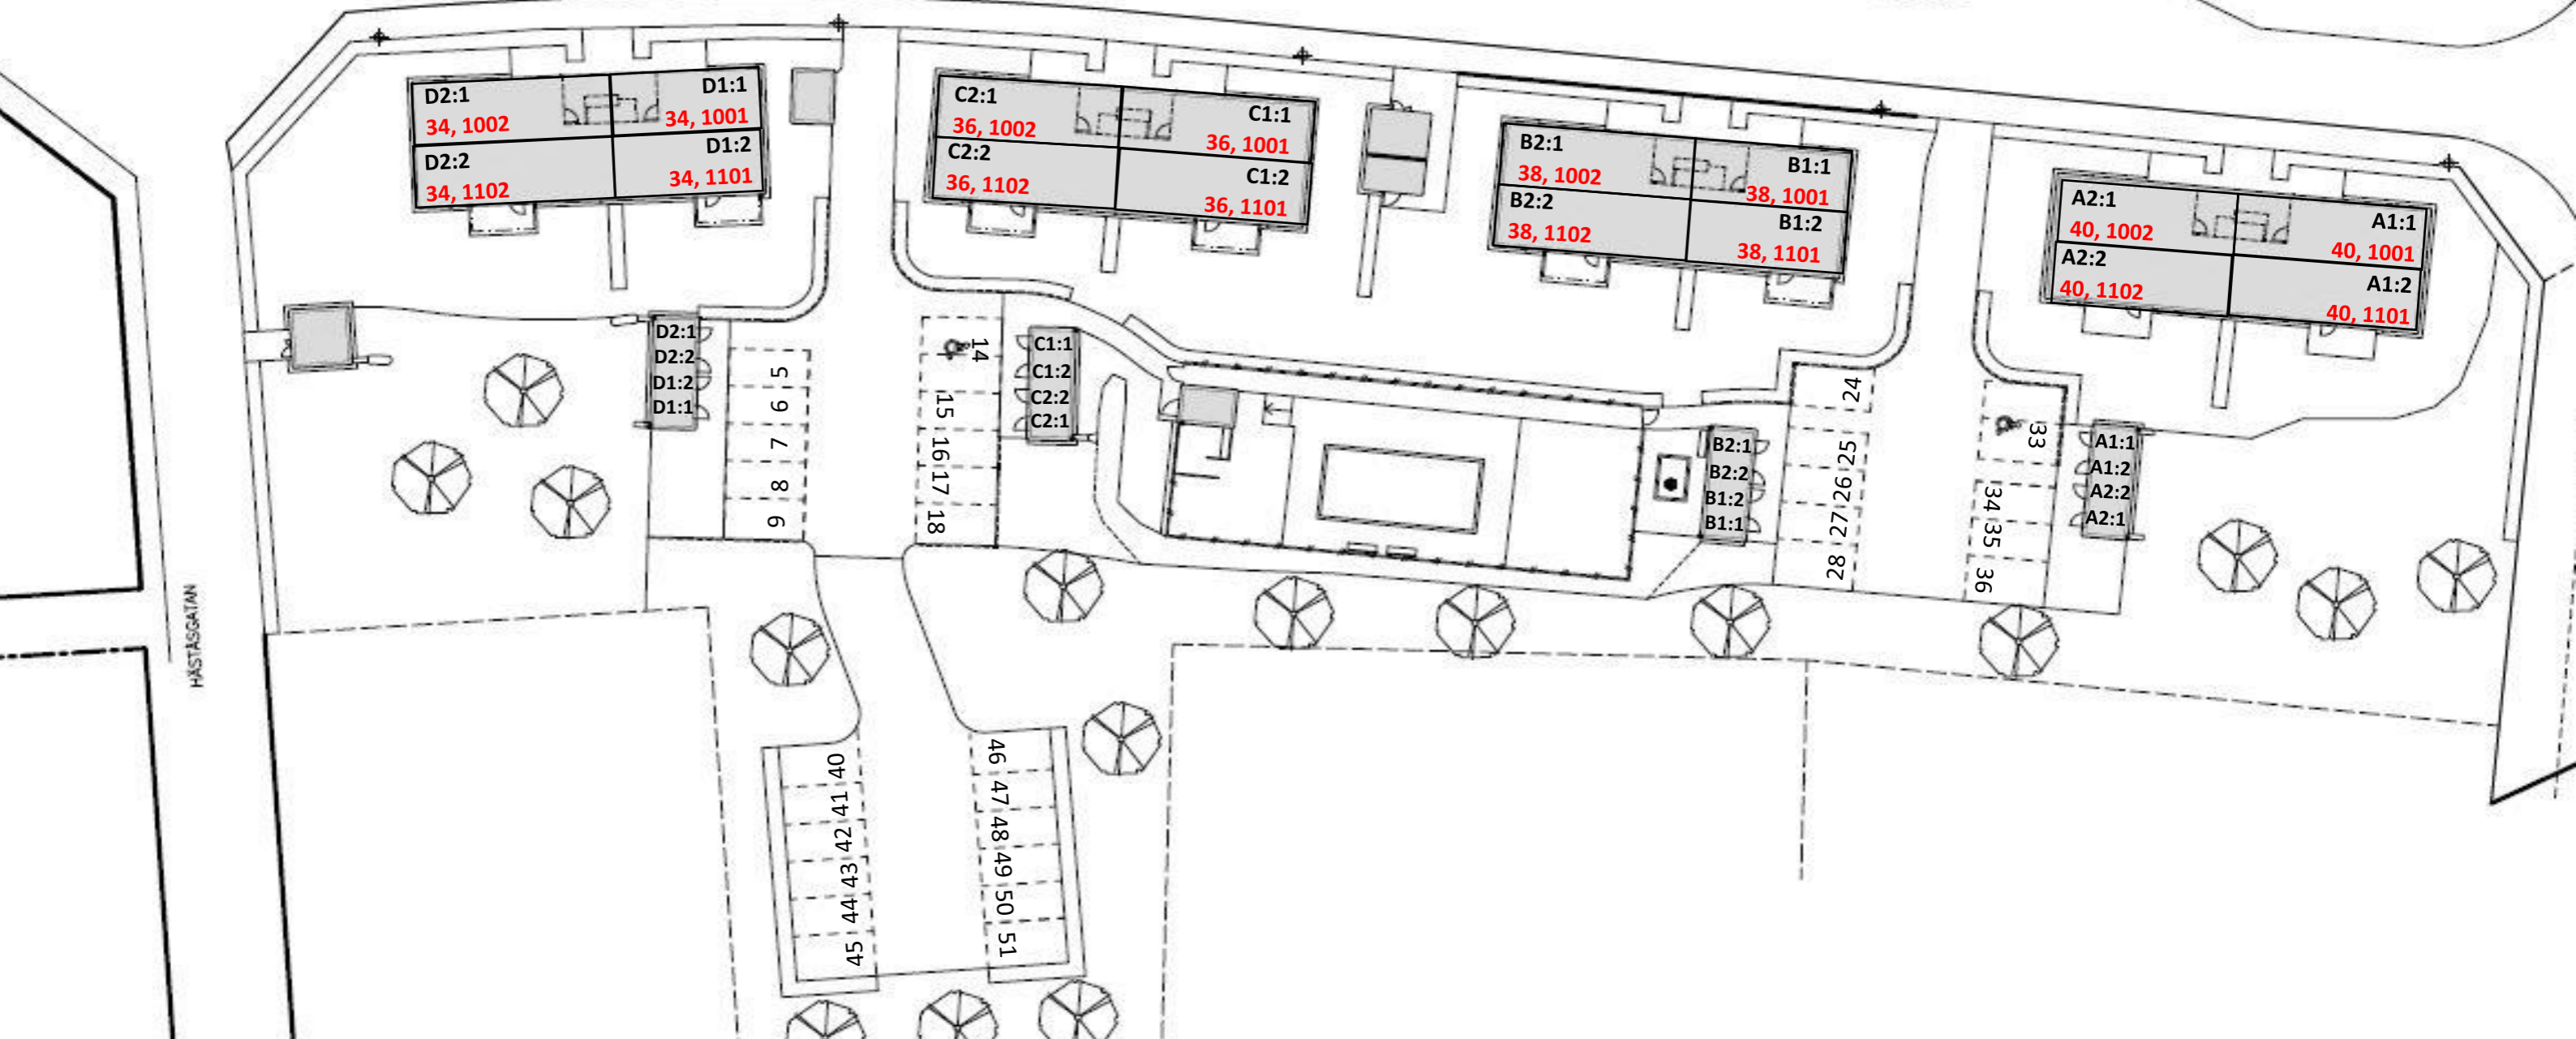 D2:1
34, 1002
D1:1
34, 1001
D2:2
34, 1102
D1:2
34, 1101
C2:1
36, 1002
C1:1
36, 1001
C2:2
36, 1102
C1:2
36, 1101
B2:1
38, 1002
B1:1
38, 1001
B2:2
38, 1102
B1:2
38, 1101
A2:1
40, 1002
A1:1
40, 1001
A2:2
40, 1102
A1:2
40, 1101
D2:1
D2:2
D1:2
D1:1
5
6
7
8
9
14
15
16
17
18
C1:1
C1:2
C2:2
C2:1
B2:1
B2:2
B1:2
B1:1
24
25
26
27
28
33
34
35
36
A1:1
A1:2
A2:2
A2:1
HÄSTÅSGATAN
40
41
42
43
44
45
46
47
48
49
50
51